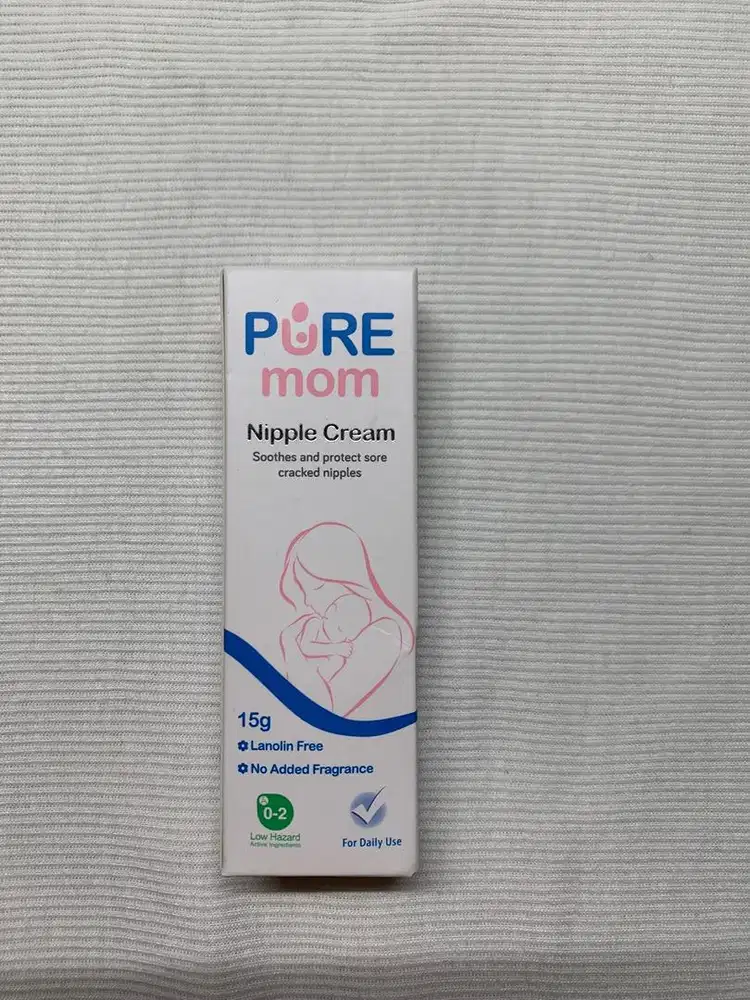 PURE
mom
Nipple Cream
Soothes and protect sore
cracked nipples
15g
Lanolin Free
No Added Fragrance
0-2
Low Hazard
Active Ingredients
For Daily Use